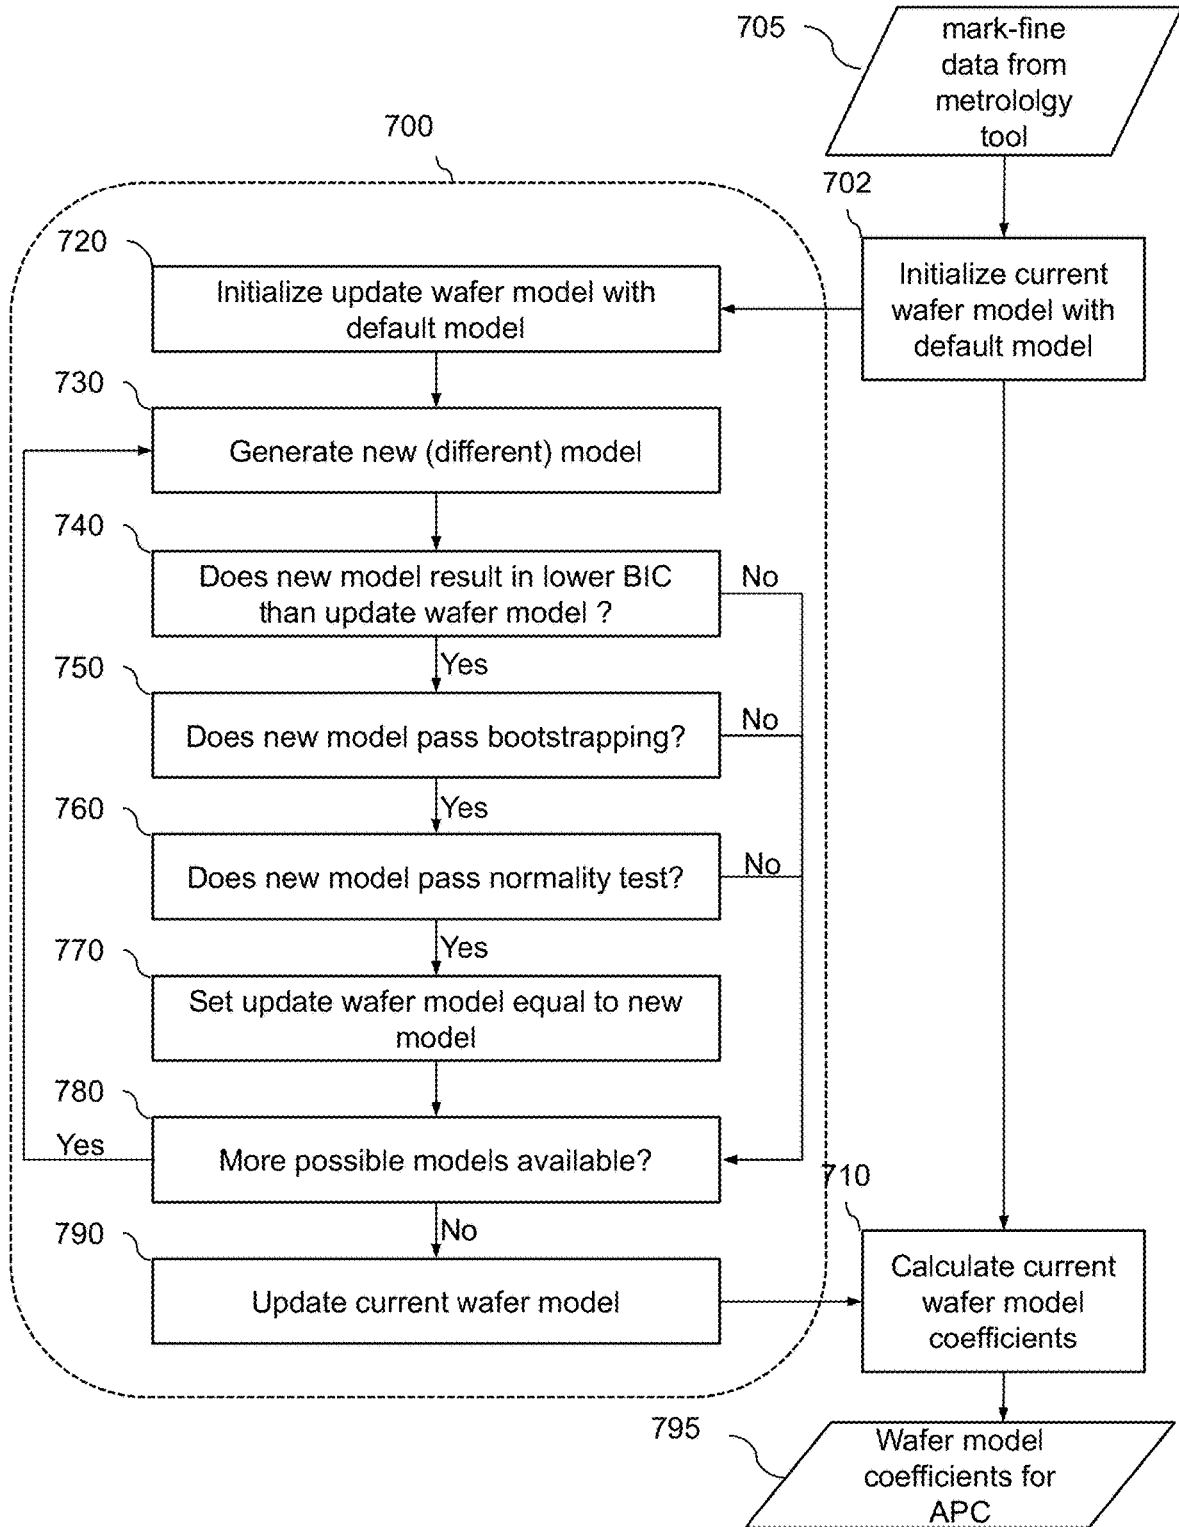 705
mark-fine
data from
metrololgy
tool
700
702
Initialize current
wafer model with
default model
720
Initialize update wafer model with
default model
730
Generate new (different) model
740
Does new model result in lower BIC
than update wafer model ?
No
Yes
750
Does new model pass bootstrapping?
No
Yes
760
Does new model pass normality test?
No
Yes
770
Set update wafer model equal to new
model
780
More possible models available?
Yes
No
790
Update current wafer model
710
Calculate current
wafer model
coefficients
795
Wafer model
coefficients for
APC